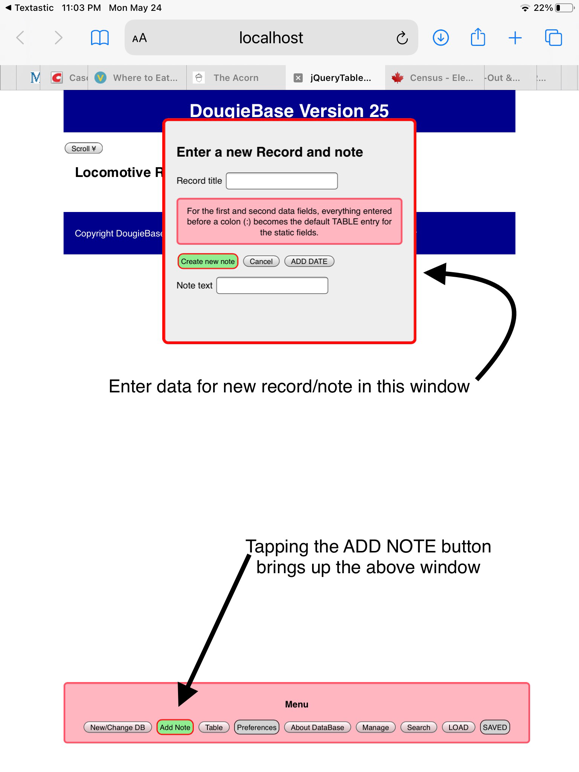 ◀ Textastic 11:03 PM Mon May 24 22%
AA localhost
M C Case Where to Eat... The Acorn jQueryTable... Census - Ele... -Out &...
DougieBase Version 25
Scroll ¥
Locomotive R
Enter a new Record and note
Record title
For the first and second data fields, everything entered
before a colon (:) becomes the default TABLE entry for
the static fields.
Copyright DougieBase
Create new note Cancel ADD DATE
Note text
Enter data for new record/note in this window
Tapping the ADD NOTE button
brings up the above window
Menu
New/Change DB Add Note Table Preferences About DataBase Manage Search LOAD SAVED